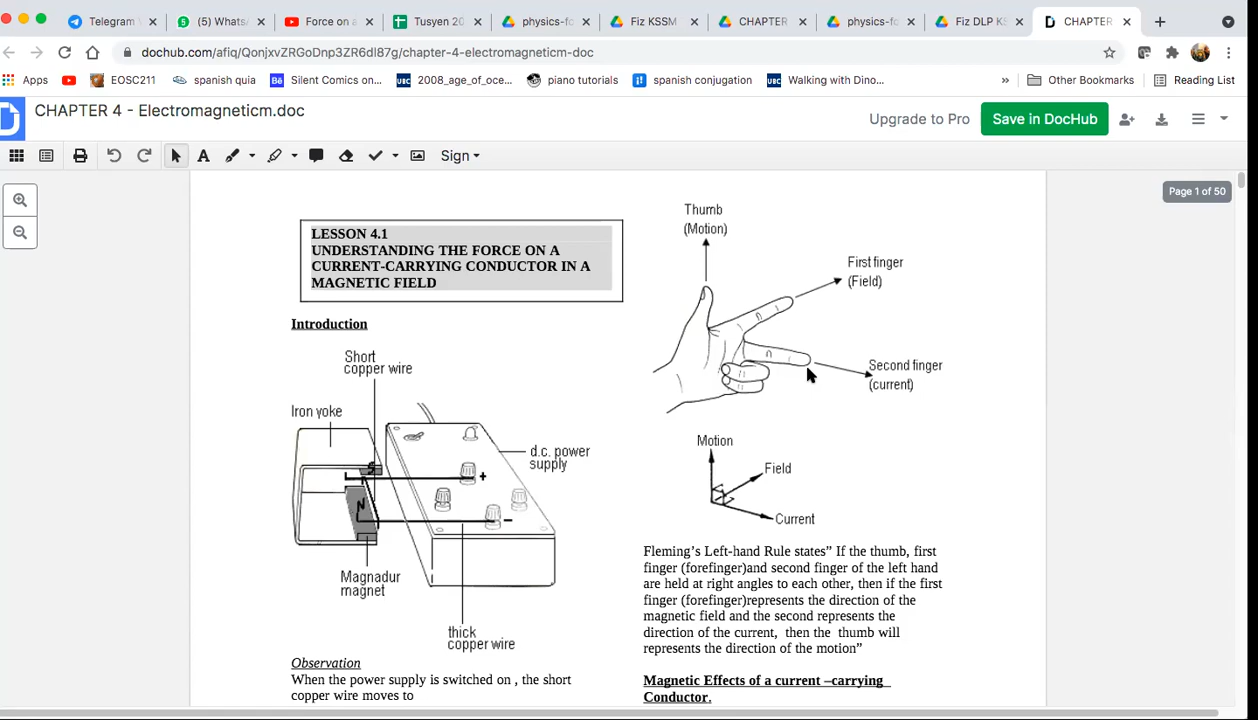 Telegram
(5) Whats
Force on a
Tusyen 20
physics-fo
Fiz KSSM
CHAPTER
physics-fo
Fiz DLP KS
CHAPTER
dochub.com/afiq/QonjxvZRGoDnp3ZR6dl87g/chapter-4-electromagneticm-doc
Apps
EOSC211
spanish quia
Silent Comics on...
2008_age_of_oce...
piano tutorials
spanish conjugation
Walking with Dino...
»
Other Bookmarks
Reading List
CHAPTER 4 - Electromagneticm.doc
Upgrade to Pro
Save in DocHub
Sign
Page 1 of 50
LESSON 4.1
UNDERSTANDING THE FORCE ON A
CURRENT-CARRYING CONDUCTOR IN A
MAGNETIC FIELD
Introduction
Short
copper wire
Iron yoke
d.c. power
supply
S
N
+
–
Magnadur
magnet
thick
copper wire
Observation
When the power supply is switched on , the short
copper wire moves to
Thumb
(Motion)
First finger
(Field)
Second finger
(current)
Motion
Field
Current
Fleming’s Left-hand Rule states” If the thumb, first
finger (forefinger)and second finger of the left hand
are held at right angles to each other, then if the first
finger (forefinger)represents the direction of the
magnetic field and the second represents the
direction of the current, then the thumb will
represents the direction of the motion”
Magnetic Effects of a current –carrying
Conductor.